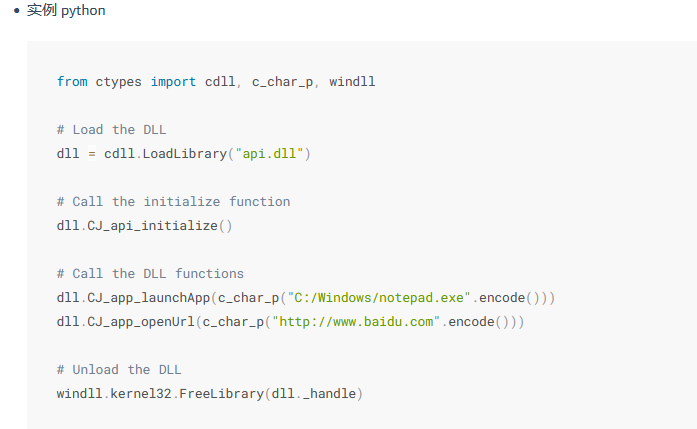 • 实例 python
from ctypes import cdll, c_char_p, windll
# Load the DLL
dll = cdll.LoadLibrary("api.dll")
# Call the initialize function
dll.CJ_api_initialize()
# Call the DLL functions
dll.CJ_app_launchApp(c_char_p("C:/Windows/notepad.exe".encode()))
dll.CJ_app_openUrl(c_char_p("http://www.baidu.com".encode()))
# Unload the DLL
windll.kernel32.FreeLibrary(dll._handle)